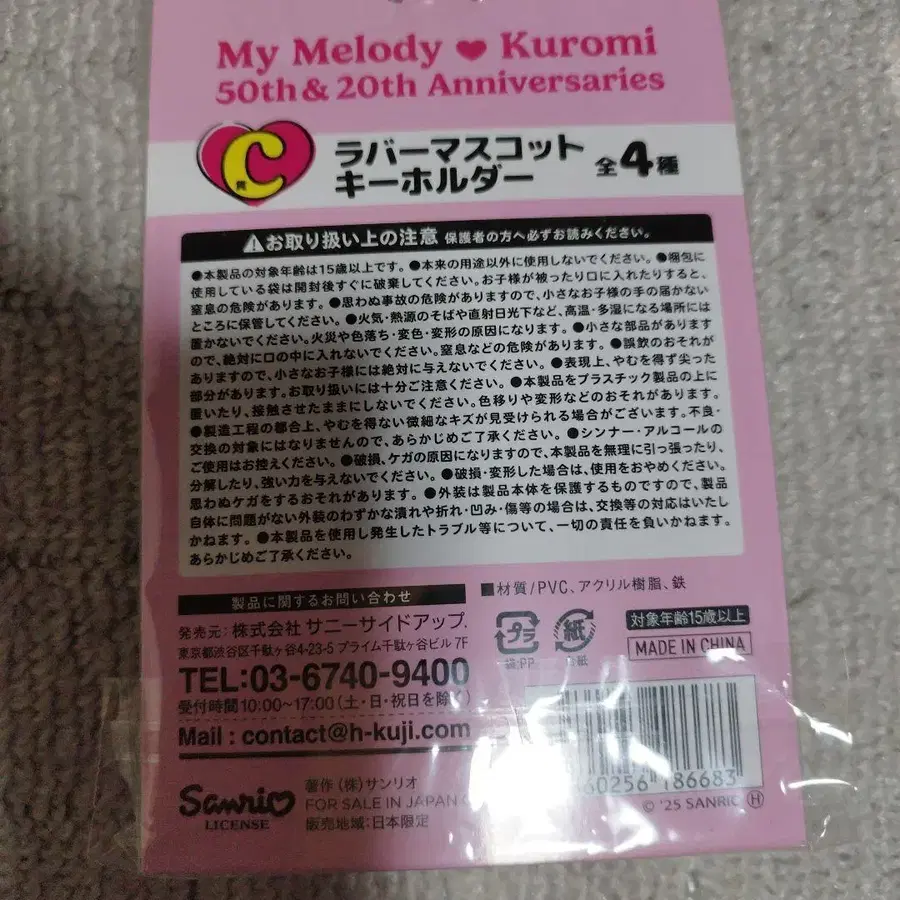 My Melody ♥ Kuromi
50th & 20th Anniversaries
C賞
ラバーマスコット
キーホルダー
全4種
⚠お取り扱い上の注意 保護者の方へ必ずお読みください。
●本製品の対象年齢は15歳以上です。●本来の用途以外に使用しないでください。●梱包に
使用している袋は開封後すぐに破棄してください。お子様が被ったり口に入れたりすると、
窒息の危険があります。●思わぬ事故の危険がありますので、小さなお子様の手の届かない
ところに保管してください。●火気・熱源のそばや直射日光下など、高温・多湿になる場所には
置かないでください。火災や色落ち・変色・変形の原因になります。●小さな部品があります
ので、絶対に口の中に入れないでください。窒息などの危険があります。●誤飲のおそれが
ありますので、小さなお子様には絶対に与えないでください。●表現上、やむを得ず尖った
部分があります。お取り扱いには十分ご注意ください。●本製品をプラスチック製品の上に
置いたり、接触させたままにしないでください。色移りや変形などのおそれがあります。
●製造工程の都合上、やむを得ない微細なキズが見受けられる場合がございます。不良・
交換の対象にはなりませんので、あらかじめご了承ください。●シンナー・アルコールの
ご使用はお控えください。●破損、ケガの原因になりますので、本製品を無理に引っ張ったり、
分解したり、強い力を与えないでください。●破損・変形した場合は、使用をおやめください。
思わぬケガをするおそれがあります。●外装は製品本体を保護するものですので、製品
自体に問題がない外装のわずかな潰れや折れ・凹み・傷等の場合は、交換等の対応はいたし
かねます。●本製品を使用し発生したトラブル等について、一切の責任を負いかねます。
あらかじめご了承ください。
製品に関するお問い合わせ
発売元：株式会社 サニーサイドアップ
東京都渋谷区千駄ヶ谷4-23-5 プライム千駄ヶ谷ビル 7F
TEL:03-6740-9400
受付時間10:00~17:00（土・日・祝日を除く）
Mail : contact@h-kuji.com
■材質/PVC、アクリル樹脂、鉄
プラ
袋:PP
紙
対象年齢15歳以上
MADE IN CHINA
60256 186683
Sanrio
LICENSE
著作（株）サンリオ
FOR SALE IN JAPAN
販売地域：日本限定
© '25 SANRIO Ⓗ